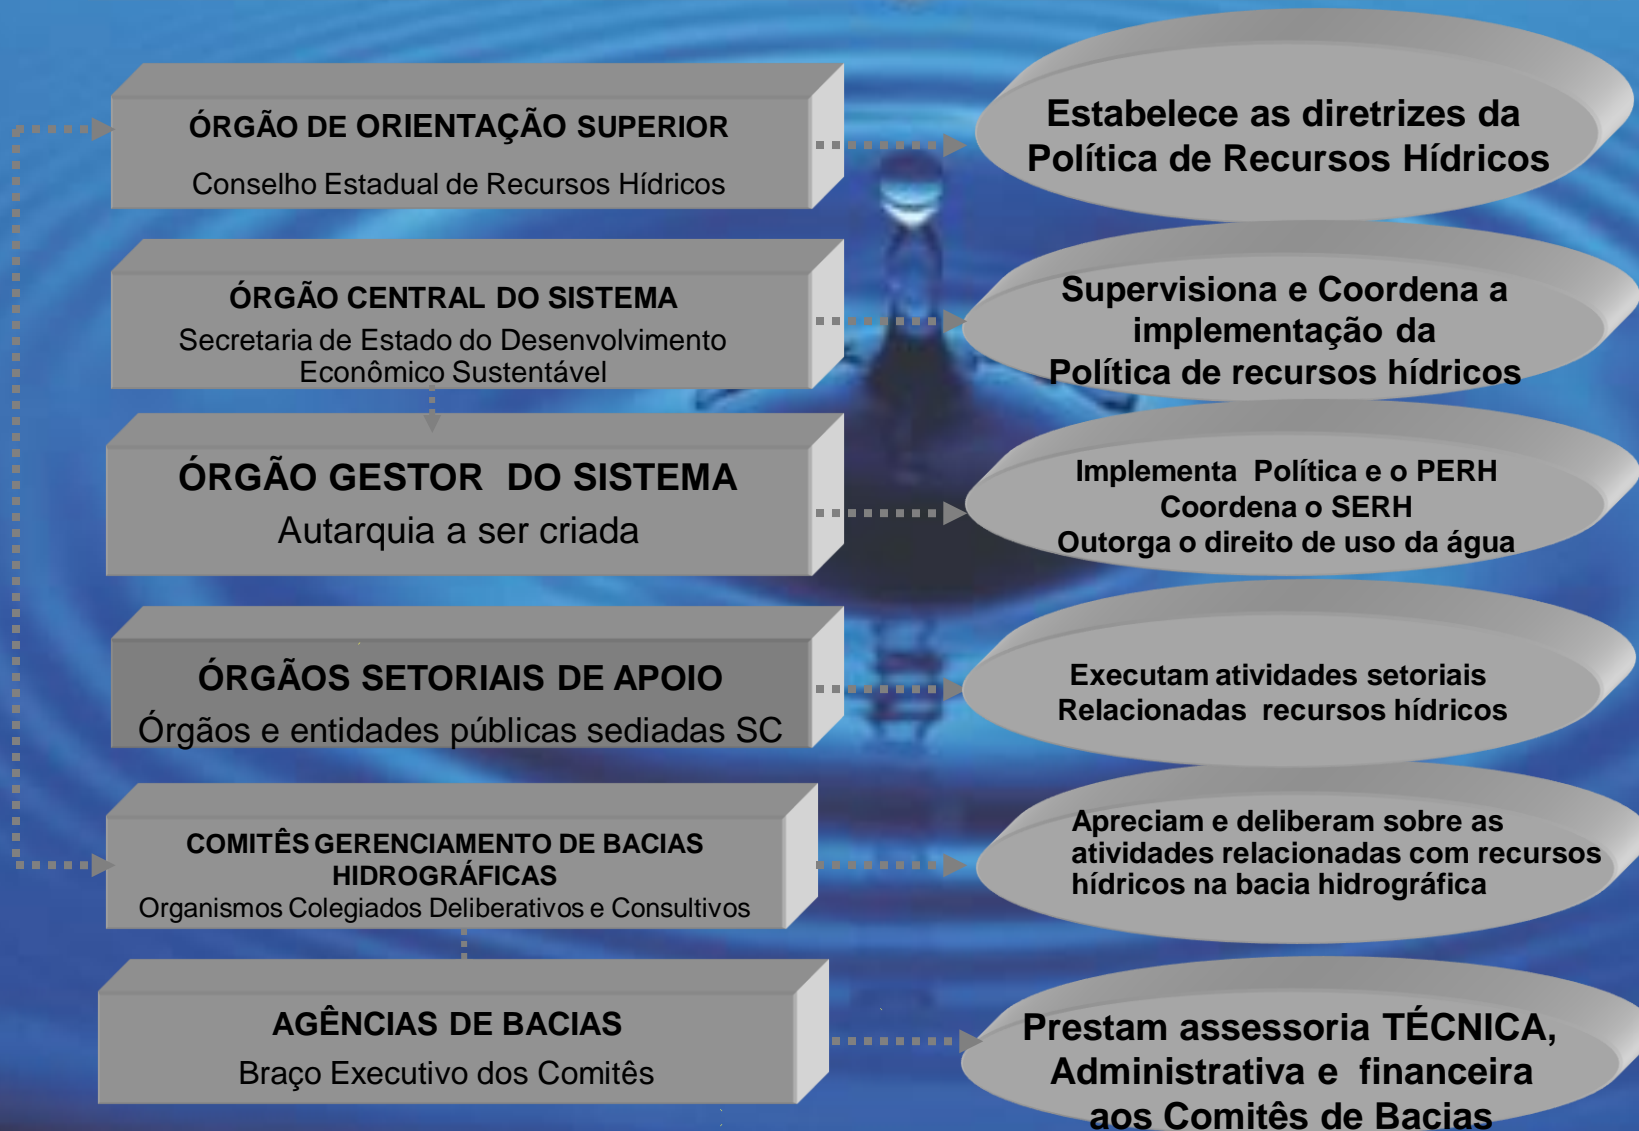 ÓRGÃO DE ORIENTAÇÃO SUPERIOR
Conselho Estadual de Recursos Hídricos
Estabelece as diretrizes da
Política de Recursos Hídricos
ÓRGÃO CENTRAL DO SISTEMA
Secretaria de Estado do Desenvolvimento
Econômico Sustentável
Supervisiona e Coordena a
implementação da
Política de recursos hídricos
ÓRGÃO GESTOR DO SISTEMA
Autarquia a ser criada
Implementa Política e o PERH
Coordena o SERH
Outorga o direito de uso da água
ÓRGÃOS SETORIAIS DE APOIO
Órgãos e entidades públicas sediadas SC
Executam atividades setoriais
Relacionadas recursos hídricos
COMITÊS GERENCIAMENTO DE BACIAS
HIDROGRÁFICAS
Organismos Colegiados Deliberativos e Consultivos
Apreciam e deliberam sobre as
atividades relacionadas com recursos
hídricos na bacia hidrográfica
AGÊNCIAS DE BACIAS
Braço Executivo dos Comitês
Prestam assessoria TÉCNICA,
Administrativa e financeira
aos Comitês de Bacias